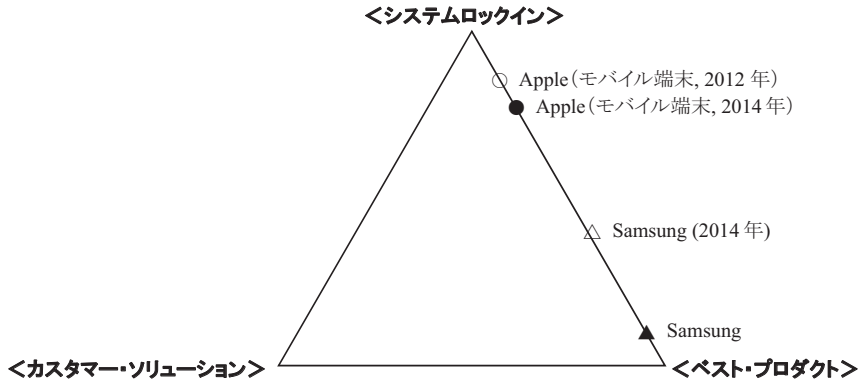 ＜システムロックイン＞
Apple（モバイル端末, 2012 年）
Apple（モバイル端末, 2014 年）
Samsung (2014 年)
Samsung
＜カスタマー・ソリューション＞
＜ベスト・プロダクト＞